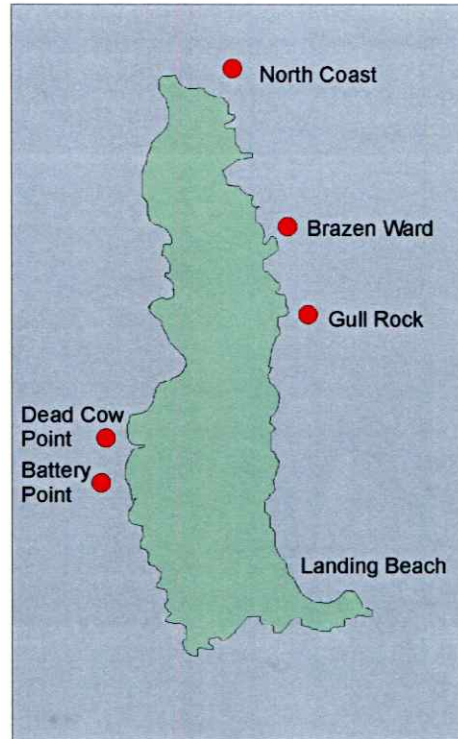 North Coast
Brazen Ward
Gull Rock
Dead Cow
Point
Battery
Point
Landing Beach